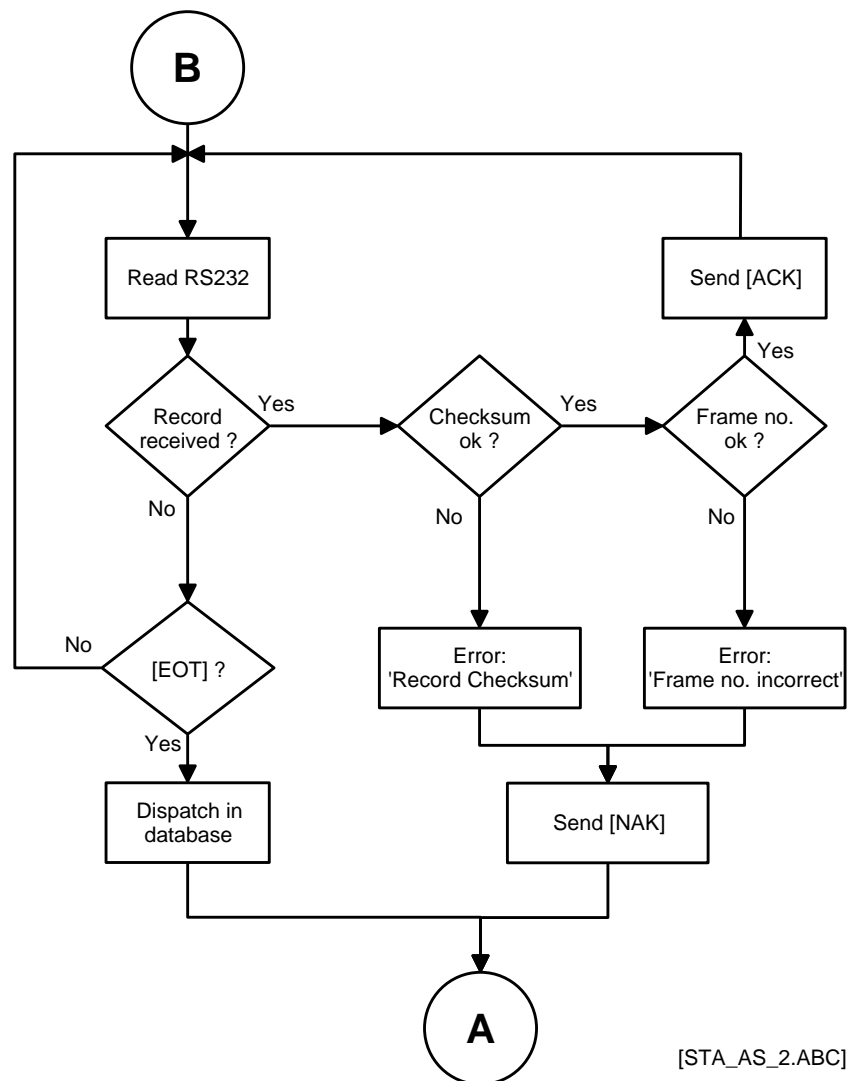 B
Read RS232
Send [ACK]
Yes
Record
received ?
Yes
Checksum
ok ?
Yes
Frame no.
ok ?
No
No
No
No
[EOT] ?
Error:
'Record Checksum'
Error:
'Frame no. incorrect'
Yes
Dispatch in
database
Send [NAK]
A
[STA_AS_2.ABC]